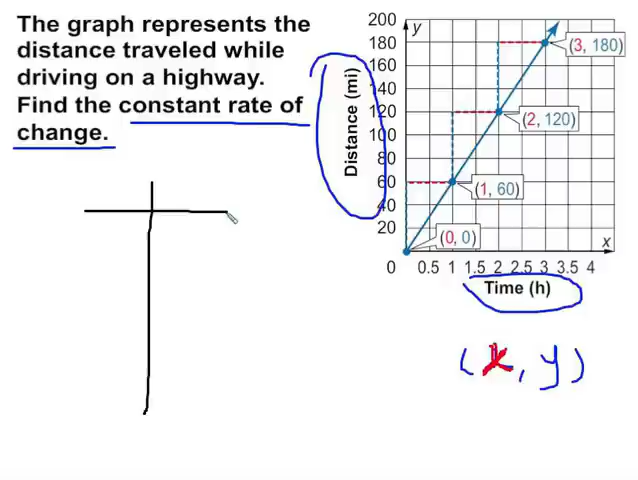 The graph represents the
distance traveled while
driving on a highway.
Find the constant rate of
change.
200
180
160
140
120
100
80
60
40
20
0
y
Distance (mi)
(3, 180)
(2, 120)
(1, 60)
(0, 0)
x
0.5 1 1.5 2 2.5 3 3.5 4
Time (h)
(x, y)